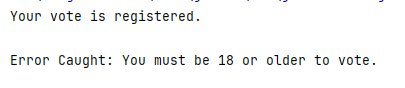 Your vote is registered.
Error Caught: You must be 18 or older to vote.